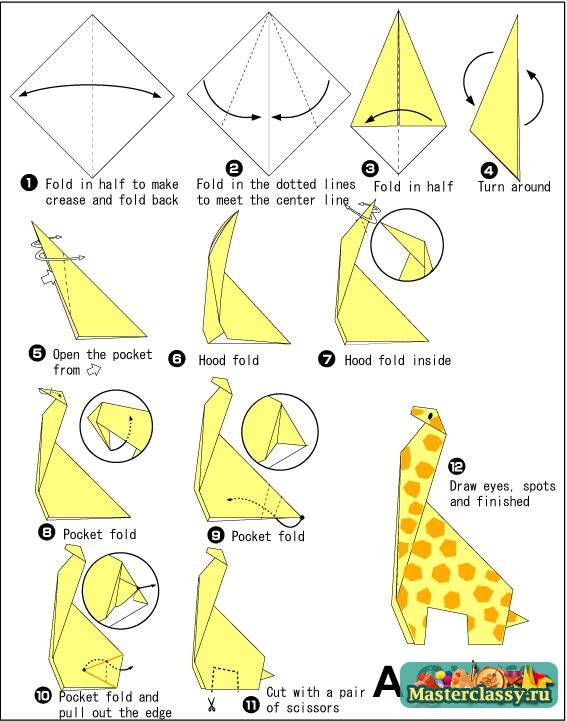 1 Fold in half to make
crease and fold back
2 Fold in the dotted lines
to meet the center line
3 Fold in half
4 Turn around
5 Open the pocket
from
6 Hood fold
7 Hood fold inside
8 Pocket fold
9 Pocket fold
10 Pocket fold and
pull out the edge
11 Cut with a pair
of scissors
12 Draw eyes, spots
and finished
A
Masterclassy.ru